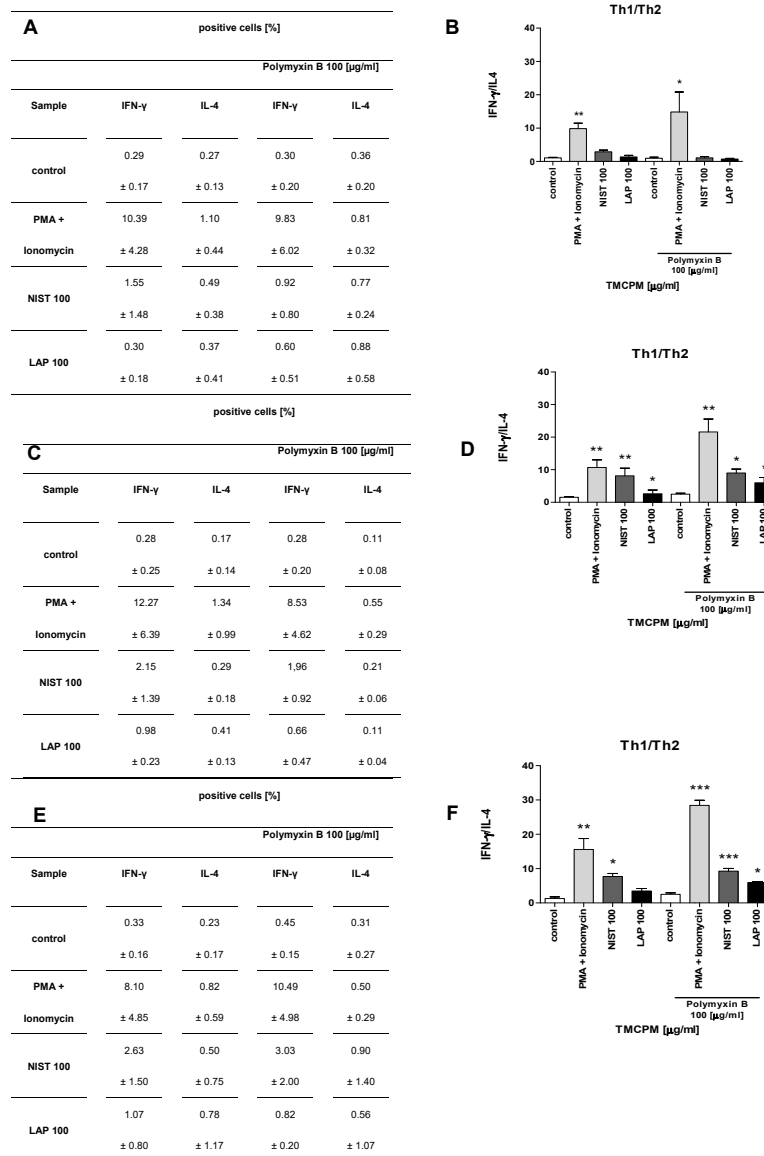 A
positive cells [%]
Polymyxin B 100 [µg/ml]
Sample IFN-γ IL-4 IFN-γ IL-4
control
0.29 0.27 0.30 0.36
± 0.17 ± 0.13 ± 0.20 ± 0.20
PMA +
Ionomycin
10.39 1.10 9.83 0.81
± 4.28 ± 0.44 ± 6.02 ± 0.32
NIST 100
1.55 0.49 0.92 0.77
± 1.48 ± 0.38 ± 0.80 ± 0.24
LAP 100
0.30 0.37 0.60 0.88
± 0.18 ± 0.41 ± 0.51 ± 0.58
B
Th1/Th2
IFN-γ/IL4
40
30
20
10
0
** *
control
PMA + Ionomycin
NIST 100
LAP 100
control
PMA + Ionomycin
NIST 100
LAP 100
Polymyxin B
100 [µg/ml]
TMCPM [µg/ml]
positive cells [%]
C
Polymyxin B 100 [µg/ml]
Sample IFN-γ IL-4 IFN-γ IL-4
control
0.28 0.17 0.28 0.11
± 0.25 ± 0.14 ± 0.20 ± 0.08
PMA +
Ionomycin
12.27 1.34 8.53 0.55
± 6.39 ± 0.99 ± 4.62 ± 0.29
NIST 100
2.15 0.29 1,96 0.21
± 1.39 ± 0.18 ± 0.92 ± 0.06
LAP 100
0.98 0.41 0.66 0.11
± 0.23 ± 0.13 ± 0.47 ± 0.04
D
Th1/Th2
IFN-γ/IL-4
40
30
20
10
0
** ** * ** *
control
PMA + Ionomycin
NIST 100
LAP 100
control
PMA + Ionomycin
NIST 100
LAP 100
Polymyxin B
100 [µg/ml]
TMCPM [µg/ml]
positive cells [%]
E
Polymyxin B 100 [µg/ml]
Sample IFN-γ IL-4 IFN-γ IL-4
control
0.33 0.23 0.45 0.31
± 0.16 ± 0.17 ± 0.15 ± 0.27
PMA +
Ionomycin
8.10 0.82 10.49 0.50
± 4.85 ± 0.59 ± 4.98 ± 0.29
NIST 100
2.63 0.50 3.03 0.90
± 1.50 ± 0.75 ± 2.00 ± 1.40
LAP 100
1.07 0.78 0.82 0.56
± 0.80 ± 1.17 ± 0.20 ± 1.07
F
Th1/Th2
IFN-γ/IL-4
40
30
20
10
0
** * *** *** *
control
PMA + Ionomycin
NIST 100
LAP 100
control
PMA + Ionomycin
NIST 100
LAP 100
Polymyxin B
100 [µg/ml]
TMCPM [µg/ml]